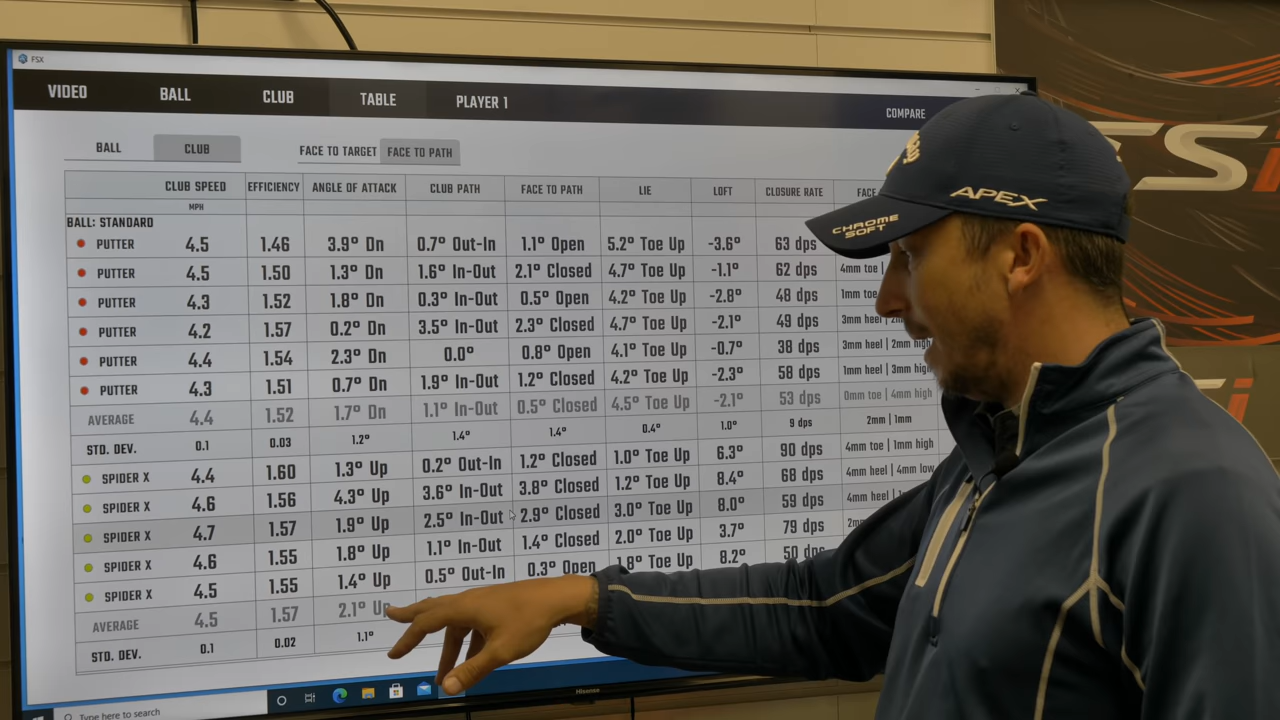 FSX
VIDEO BALL CLUB TABLE PLAYER 1 COMPARE
BALL CLUB FACE TO TARGET FACE TO PATH
CLUB SPEED EFFICIENCY ANGLE OF ATTACK CLUB PATH FACE TO PATH LIE LOFT CLOSURE RATE FACE
MPH
BALL: STANDARD
PUTTER 4.5 1.46 3.9° On 0.7° Out-In 1.1° Open 5.2° Toe Up -3.6° 63 dps
PUTTER 4.5 1.50 1.3° On 1.6° In-Out 2.1° Closed 4.7° Toe Up -1.1° 62 dps 4mm toe |
PUTTER 4.3 1.52 1.8° On 0.3° In-Out 0.5° Open 4.2° Toe Up -2.8° 48 dps 1mm toe
PUTTER 4.2 1.57 0.2° On 3.5° In-Out 2.3° Closed 4.7° Toe Up -2.1° 49 dps 3mm heel |
PUTTER 4.4 1.54 2.3° On 0.0° 0.8° Open 4.1° Toe Up -0.7° 38 dps 3mm heel | 2mm high
PUTTER 4.3 1.51 0.7° On 1.9° In-Out 1.2° Closed 4.2° Toe Up -2.3° 58 dps 1mm heel | 3mm high
AVERAGE 4.4 1.52 1.7° On 1.1° In-Out 0.5° Closed 4.5° Toe Up -2.1° 53 dps 0mm toe | 4mm high
STD. DEV. 0.1 0.03 1.2° 1.4° 1.4° 0.4° 1.0° 9 dps 2mm | 1mm
SPIDER X 4.4 1.60 1.3° Up 0.2° Out-In 1.2° Closed 1.0° Toe Up 6.3° 90 dps 4mm toe | 1mm high
SPIDER X 4.6 1.56 4.3° Up 3.6° In-Out 3.8° Closed 1.2° Toe Up 8.4° 68 dps 4mm heel | 4mm low
SPIDER X 4.7 1.57 1.9° Up 2.5° In-Out 2.9° Closed 3.0° Toe Up 8.0° 59 dps 4mm heel |
SPIDER X 4.6 1.55 1.8° Up 1.1° In-Out 1.4° Closed 2.0° Toe Up 3.7° 79 dps
SPIDER X 4.5 1.55 1.4° Up 0.5° Out-In 0.3° Open 1.8° Toe Up 8.2° 50 dps
AVERAGE 4.5 1.57 2.1° Up
STD. DEV. 0.1 0.02 1.1°
Type here to search
Hisense
APEX
CHROME
SOFT